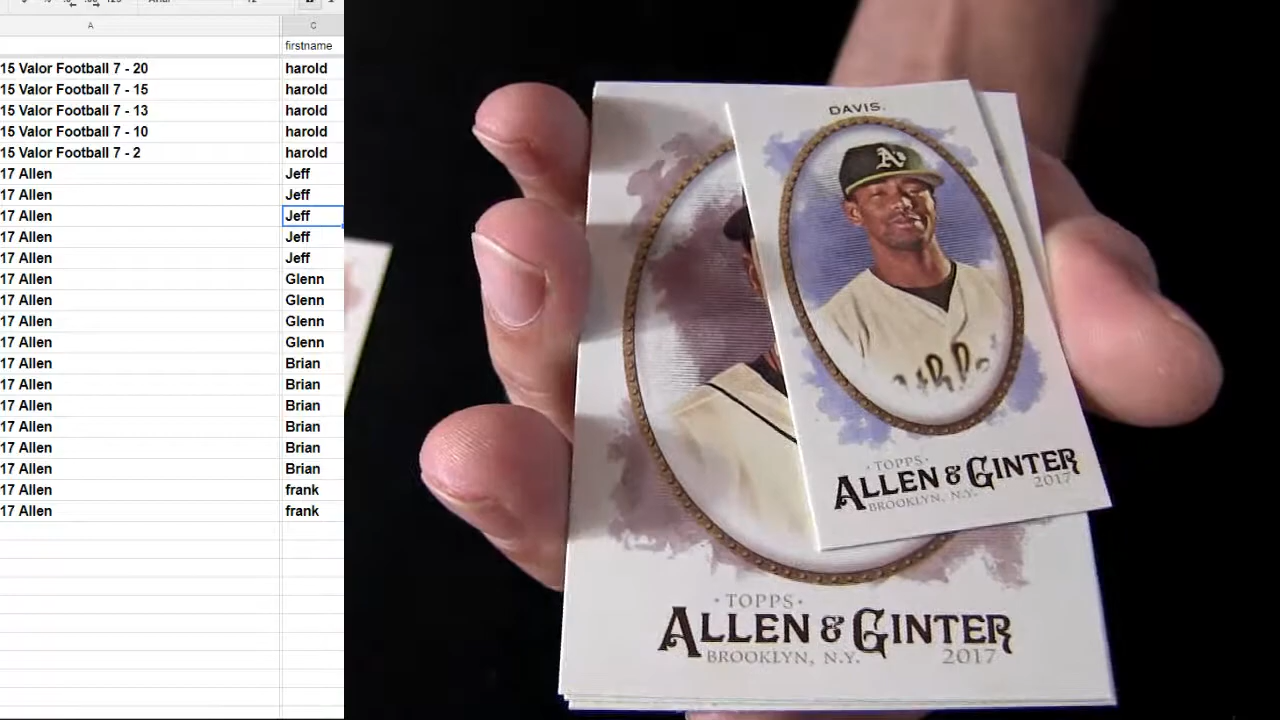 A C
firstname
15 Valor Football 7 - 20 harold
15 Valor Football 7 - 15 harold
15 Valor Football 7 - 13 harold
15 Valor Football 7 - 10 harold
15 Valor Football 7 - 2 harold
17 Allen Jeff
17 Allen Jeff
17 Allen Jeff
17 Allen Jeff
17 Allen Jeff
17 Allen Glenn
17 Allen Glenn
17 Allen Glenn
17 Allen Glenn
17 Allen Brian
17 Allen Brian
17 Allen Brian
17 Allen Brian
17 Allen Brian
17 Allen Brian
17 Allen frank
17 Allen frank
DAVIS.
A's
· TOPPS ·
ALLEN & GINTER
BROOKLYN, N.Y. 2017
· TOPPS ·
ALLEN & GINTER
BROOKLYN, N.Y. 2017